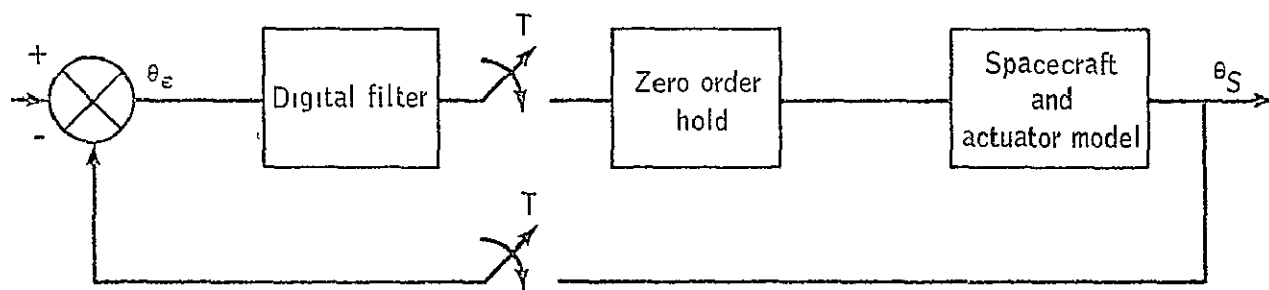 +
-
θε
Digital filter
T
Zero order
hold
Spacecraft
and
actuator model
θS
T